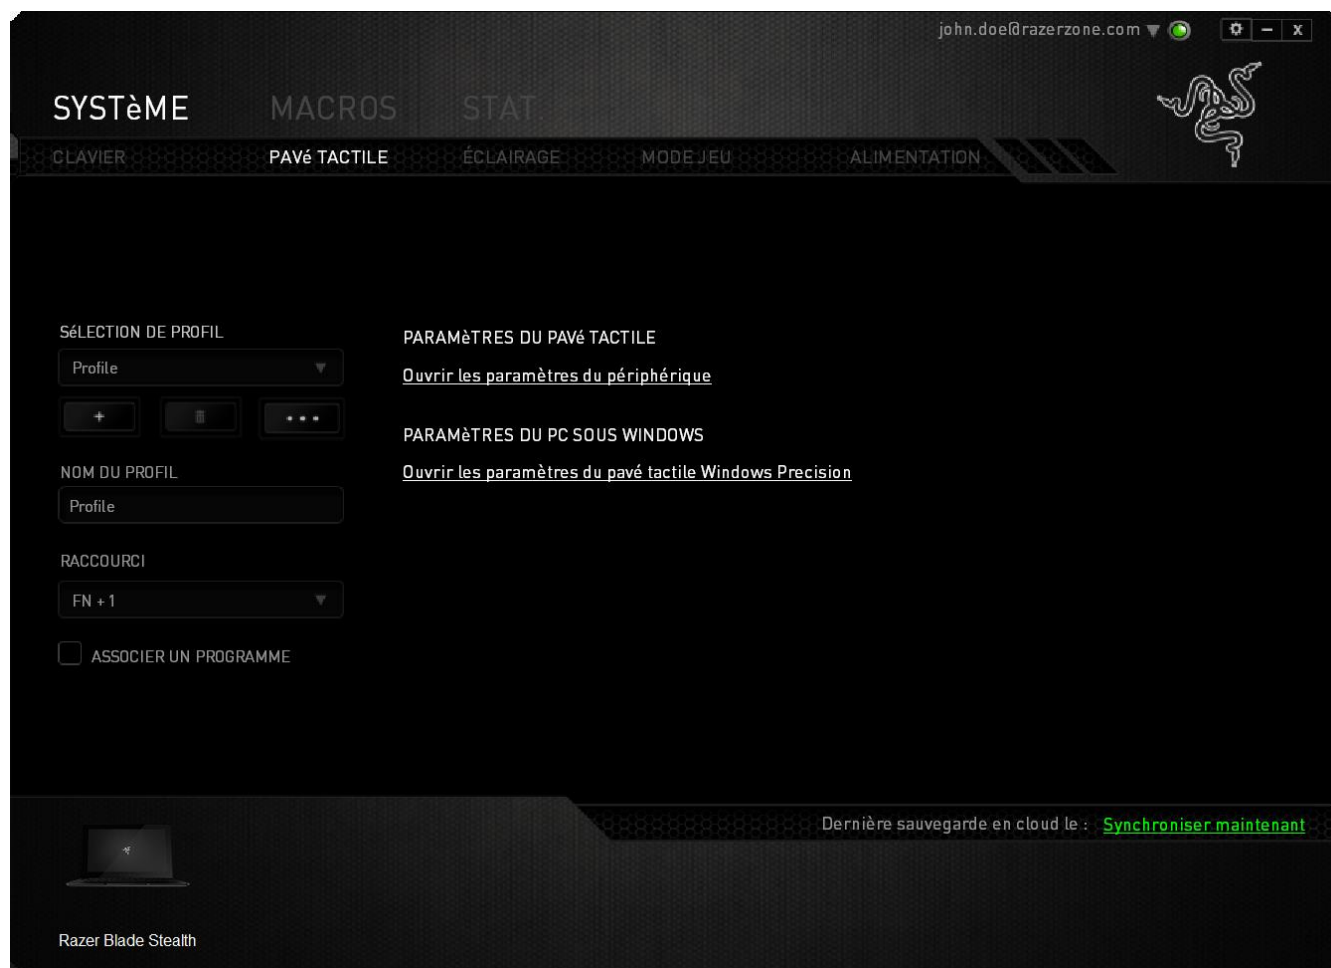 john.doe@razerzone.com
x
SYSTèME MACROS STAT
CLAVIER PAVé TACTILE ÉCLAIRAGE MODE JEU ALIMENTATION
SéLECTION DE PROFIL
Profile
NOM DU PROFIL
Profile
RACCOURCI
FN + 1
ASSOCIER UN PROGRAMME
PARAMèTRES DU PAVé TACTILE
Ouvrir les paramètres du périphérique
PARAMèTRES DU PC SOUS WINDOWS
Ouvrir les paramètres du pavé tactile Windows Precision
Dernière sauvegarde en cloud le : Synchroniser maintenant
Razer Blade Stealth